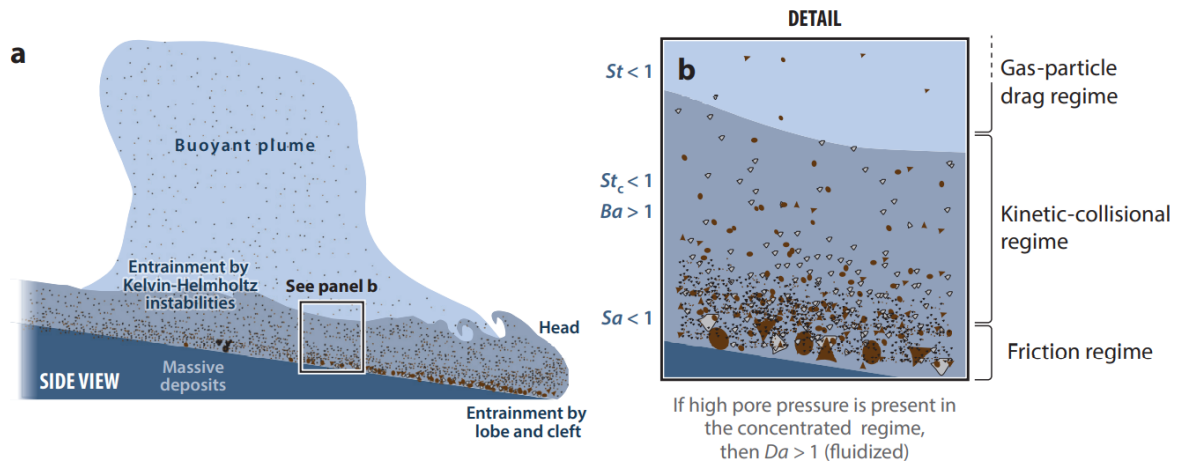 a
Buoyant plume
Entrainment by
Kelvin-Helmholtz
instabilities
See panel b
Head
SIDE VIEW
Massive
deposits
Entrainment by
lobe and cleft
DETAIL
b
St < 1
St_c < 1
Ba > 1
Sa < 1
Gas-particle
drag regime
Kinetic-collisional
regime
Friction regime
If high pore pressure is present in
the concentrated regime,
then Da > 1 (fluidized)